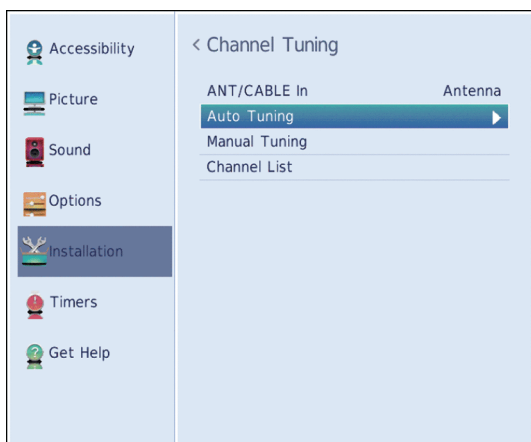 Accessibility
Picture
Sound
Options
Installation
Timers
Get Help
< Channel Tuning
ANT/CABLE In Antenna
Auto Tuning
Manual Tuning
Channel List